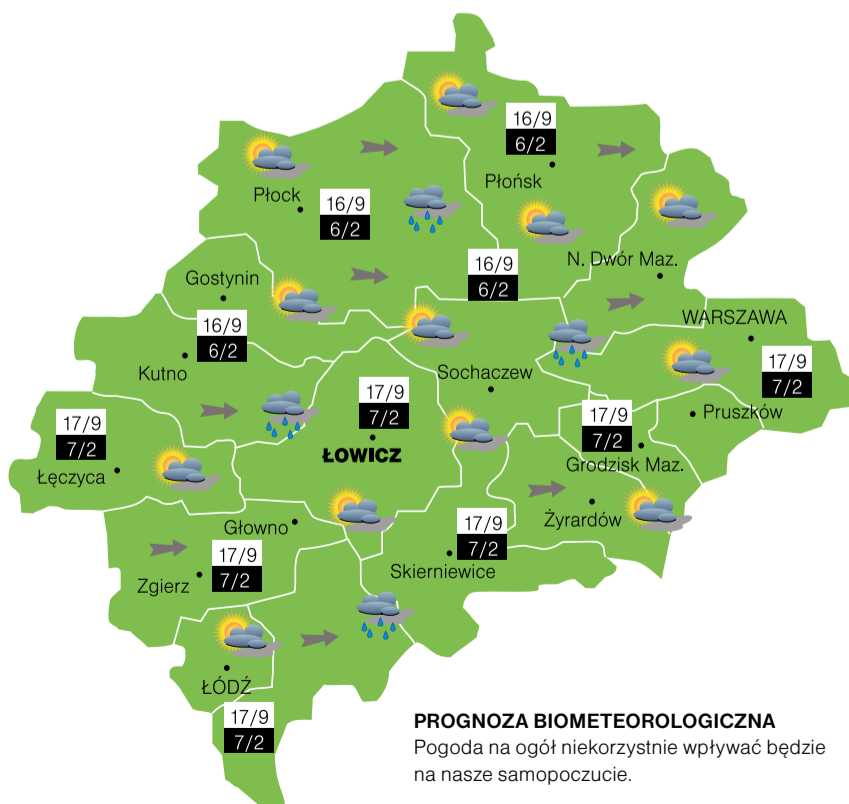 16/9
6/2
Płońsk
Płock
16/9
6/2
N. Dwór Maz.
16/9
6/2
Gostynin
16/9
6/2
Kutno
WARSZAWA
17/9
7/2
Sochaczew
17/9
7/2
ŁOWICZ
Pruszków
17/9
7/2
Grodzisk Maz.
17/9
7/2
Łęczyca
Żyrardów
Głowno
17/9
7/2
Skierniewice
17/9
7/2
Zgierz
ŁÓDŹ
17/9
7/2
PROGNOZA BIOMETEOROLOGICZNA
Pogoda na ogół niekorzystnie wpływać będzie
na nasze samopoczucie.